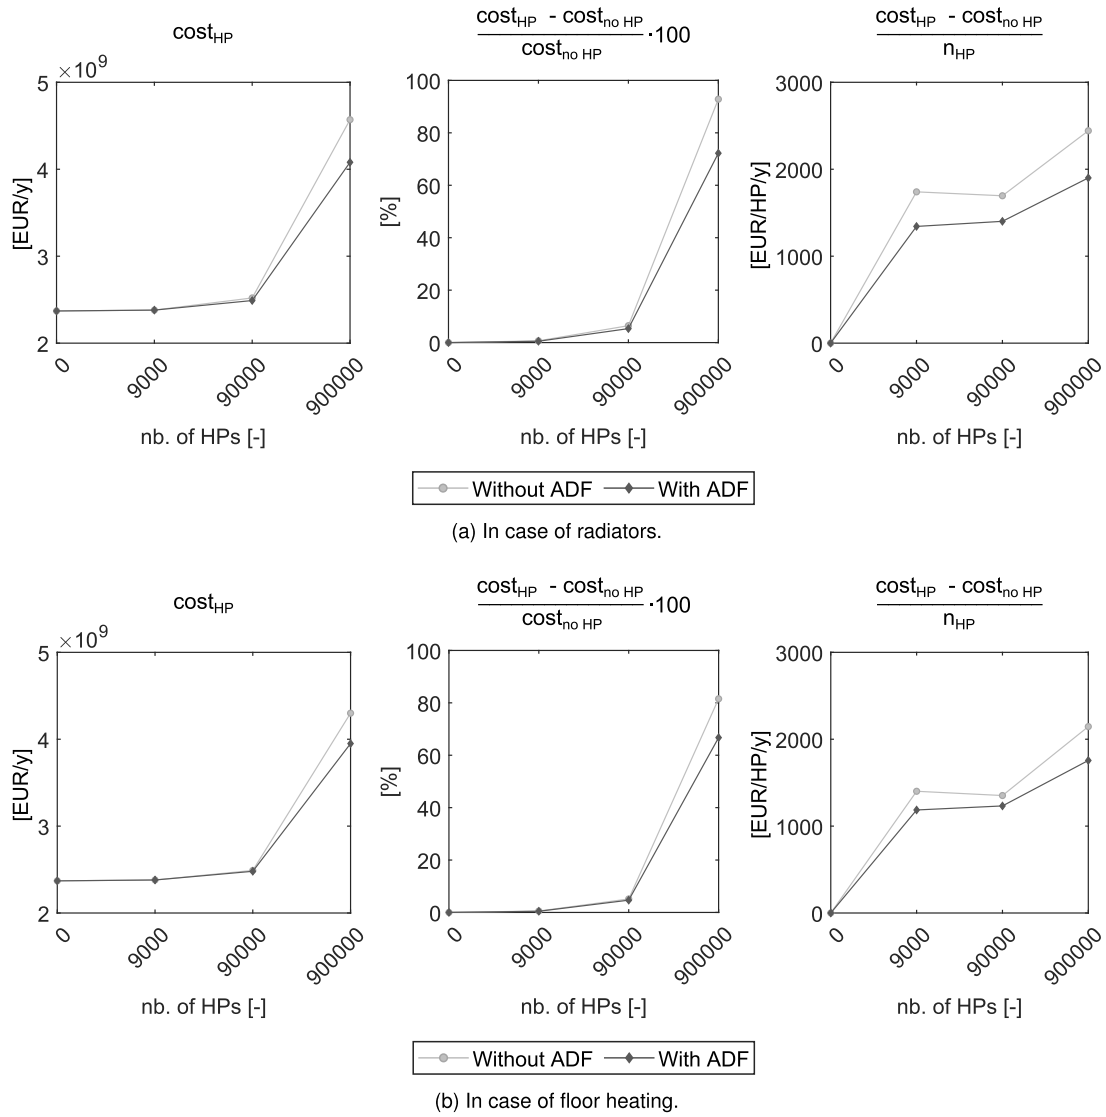 cost_HP
cost_HP - cost_no HP
cost_no HP
·100
cost_HP - cost_no HP
n_HP
×10^9
5
4
3
2
[EUR/y]
0
9000
90000
900000
nb. of HPs [-]
100
80
60
40
20
0
[%]
0
9000
90000
900000
nb. of HPs [-]
3000
2000
1000
0
[EUR/HP/y]
0
9000
90000
900000
nb. of HPs [-]
Without ADF With ADF
(a) In case of radiators.
cost_HP
cost_HP - cost_no HP
cost_no HP
·100
cost_HP - cost_no HP
n_HP
×10^9
5
4
3
2
[EUR/y]
0
9000
90000
900000
nb. of HPs [-]
100
80
60
40
20
0
[%]
0
9000
90000
900000
nb. of HPs [-]
3000
2000
1000
0
[EUR/HP/y]
0
9000
90000
900000
nb. of HPs [-]
Without ADF With ADF
(b) In case of floor heating.